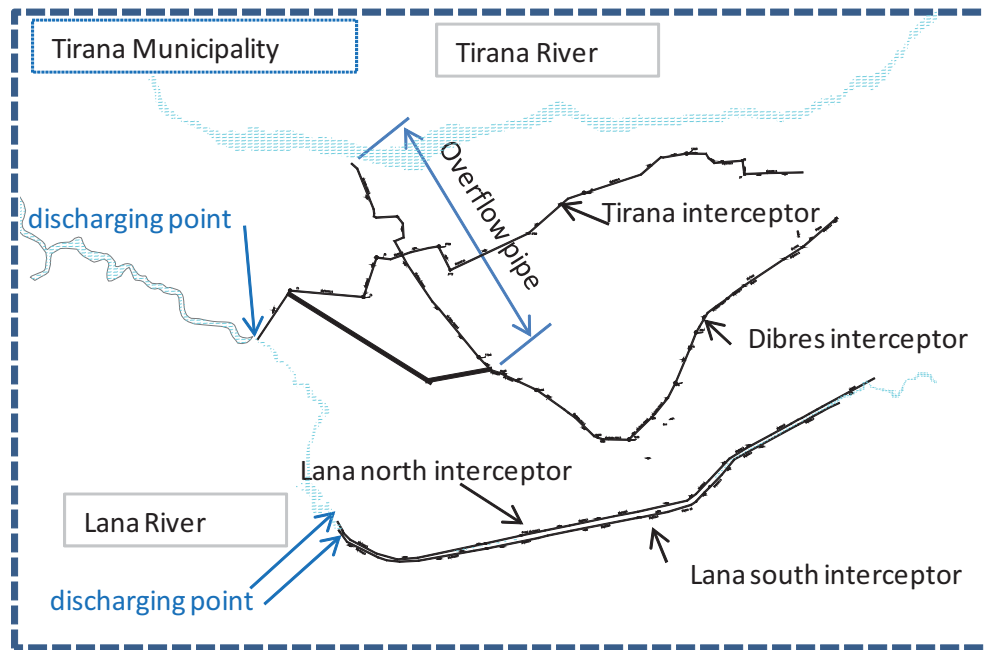 Tirana Municipality
Tirana River
Overflow pipe
discharging point
Tirana interceptor
Dibres interceptor
Lana north interceptor
Lana River
Lana south interceptor
discharging point